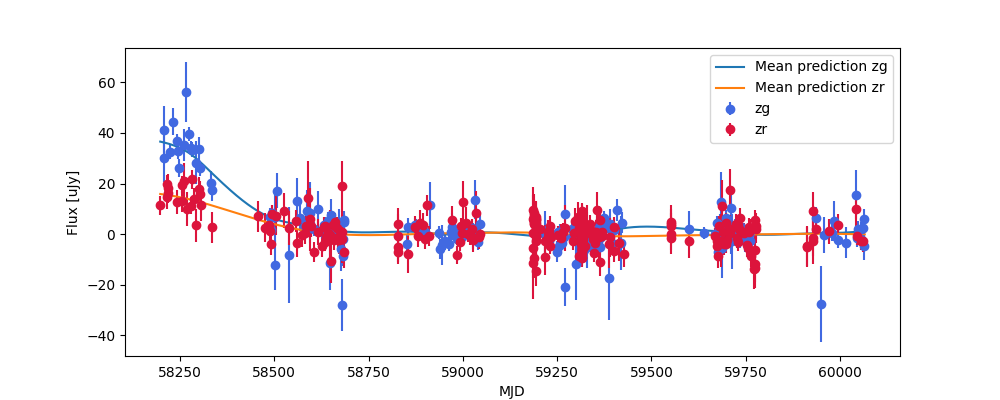 Mean prediction zg
Mean prediction zr
zg
zr
Flux [uJy]
60
40
20
0
−20
−40
58250
58500
58750
59000
59250
59500
59750
60000
MJD